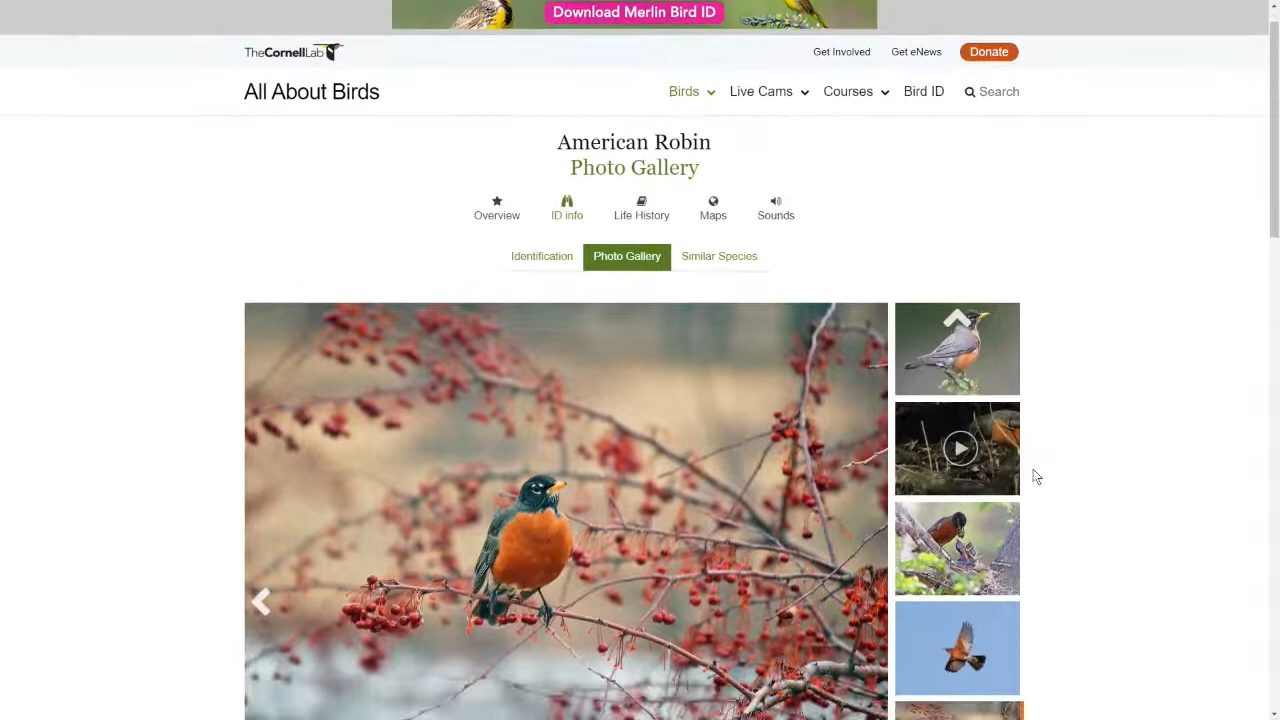 Download Merlin Bird ID
TheCornellLab
Get Involved
Get eNews
Donate
All About Birds
Birds
Live Cams
Courses
Bird ID
Search
American Robin
Photo Gallery
Overview
ID info
Life History
Maps
Sounds
Identification
Photo Gallery
Similar Species